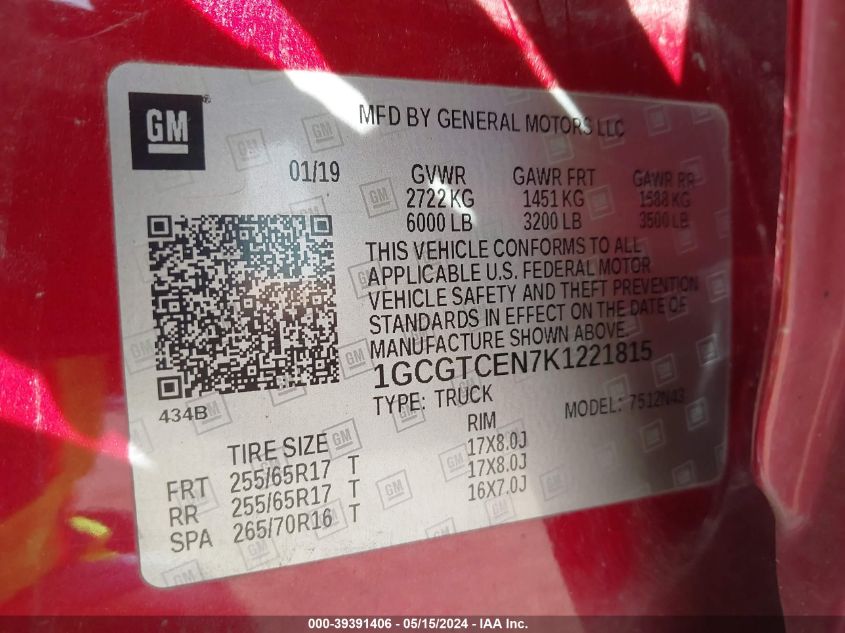 GM
MFD BY GENERAL MOTORS LLC
01/19
GVWR GAWR FRT GAWR RR
2722 KG 1451 KG 1588 KG
6000 LB 3200 LB 3500 LB
THIS VEHICLE CONFORMS TO ALL
APPLICABLE U.S. FEDERAL MOTOR
VEHICLE SAFETY AND THEFT PREVENTION
STANDARDS IN EFFECT ON THE DATE OF
MANUFACTURE SHOWN ABOVE.
1GCGTCEN7K1221815
434B
TYPE: TRUCK MODEL: 7512N43
TIRE SIZE RIM
FRT 255/65R17 T 17X8.0J
RR 255/65R17 T 17X8.0J
SPA 265/70R16 T 16X7.0J
000-39391406 - 05/15/2024 - IAA Inc.